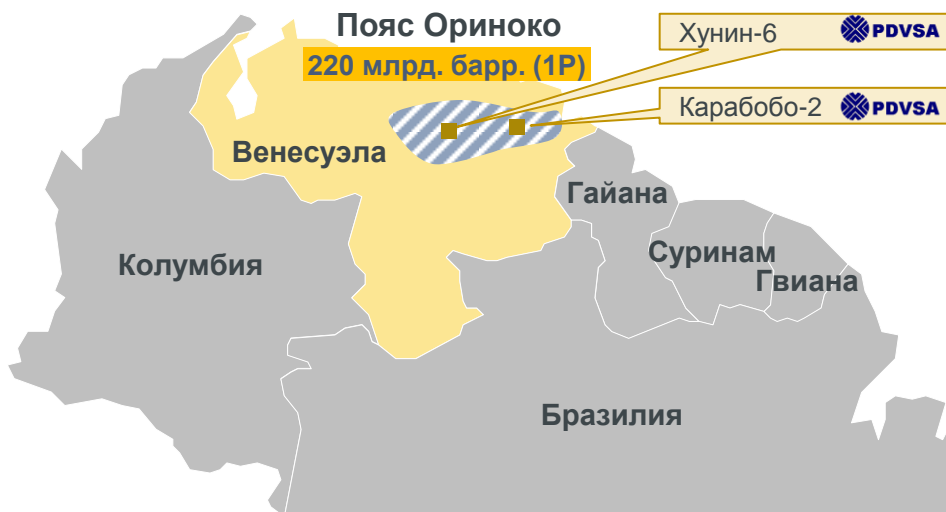 Пояс Ориноко
220 млрд. барр. (1P)
Хунин-6 PDVSA
Карабобо-2 PDVSA
Венесуэла
Гайана
Суринам
Гвиана
Колумбия
Бразилия